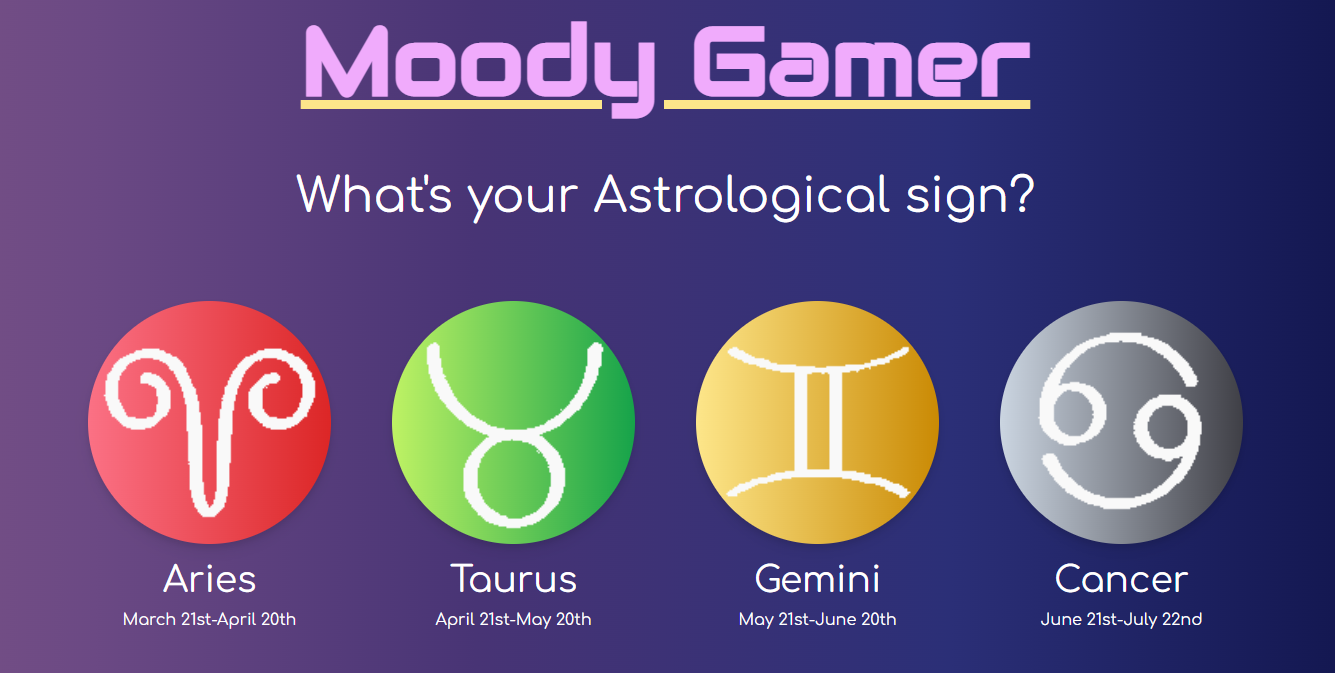 Moody Gamer
What's your Astrological sign?
Aries
March 21st-April 20th
Taurus
April 21st-May 20th
Gemini
May 21st-June 20th
Cancer
June 21st-July 22nd